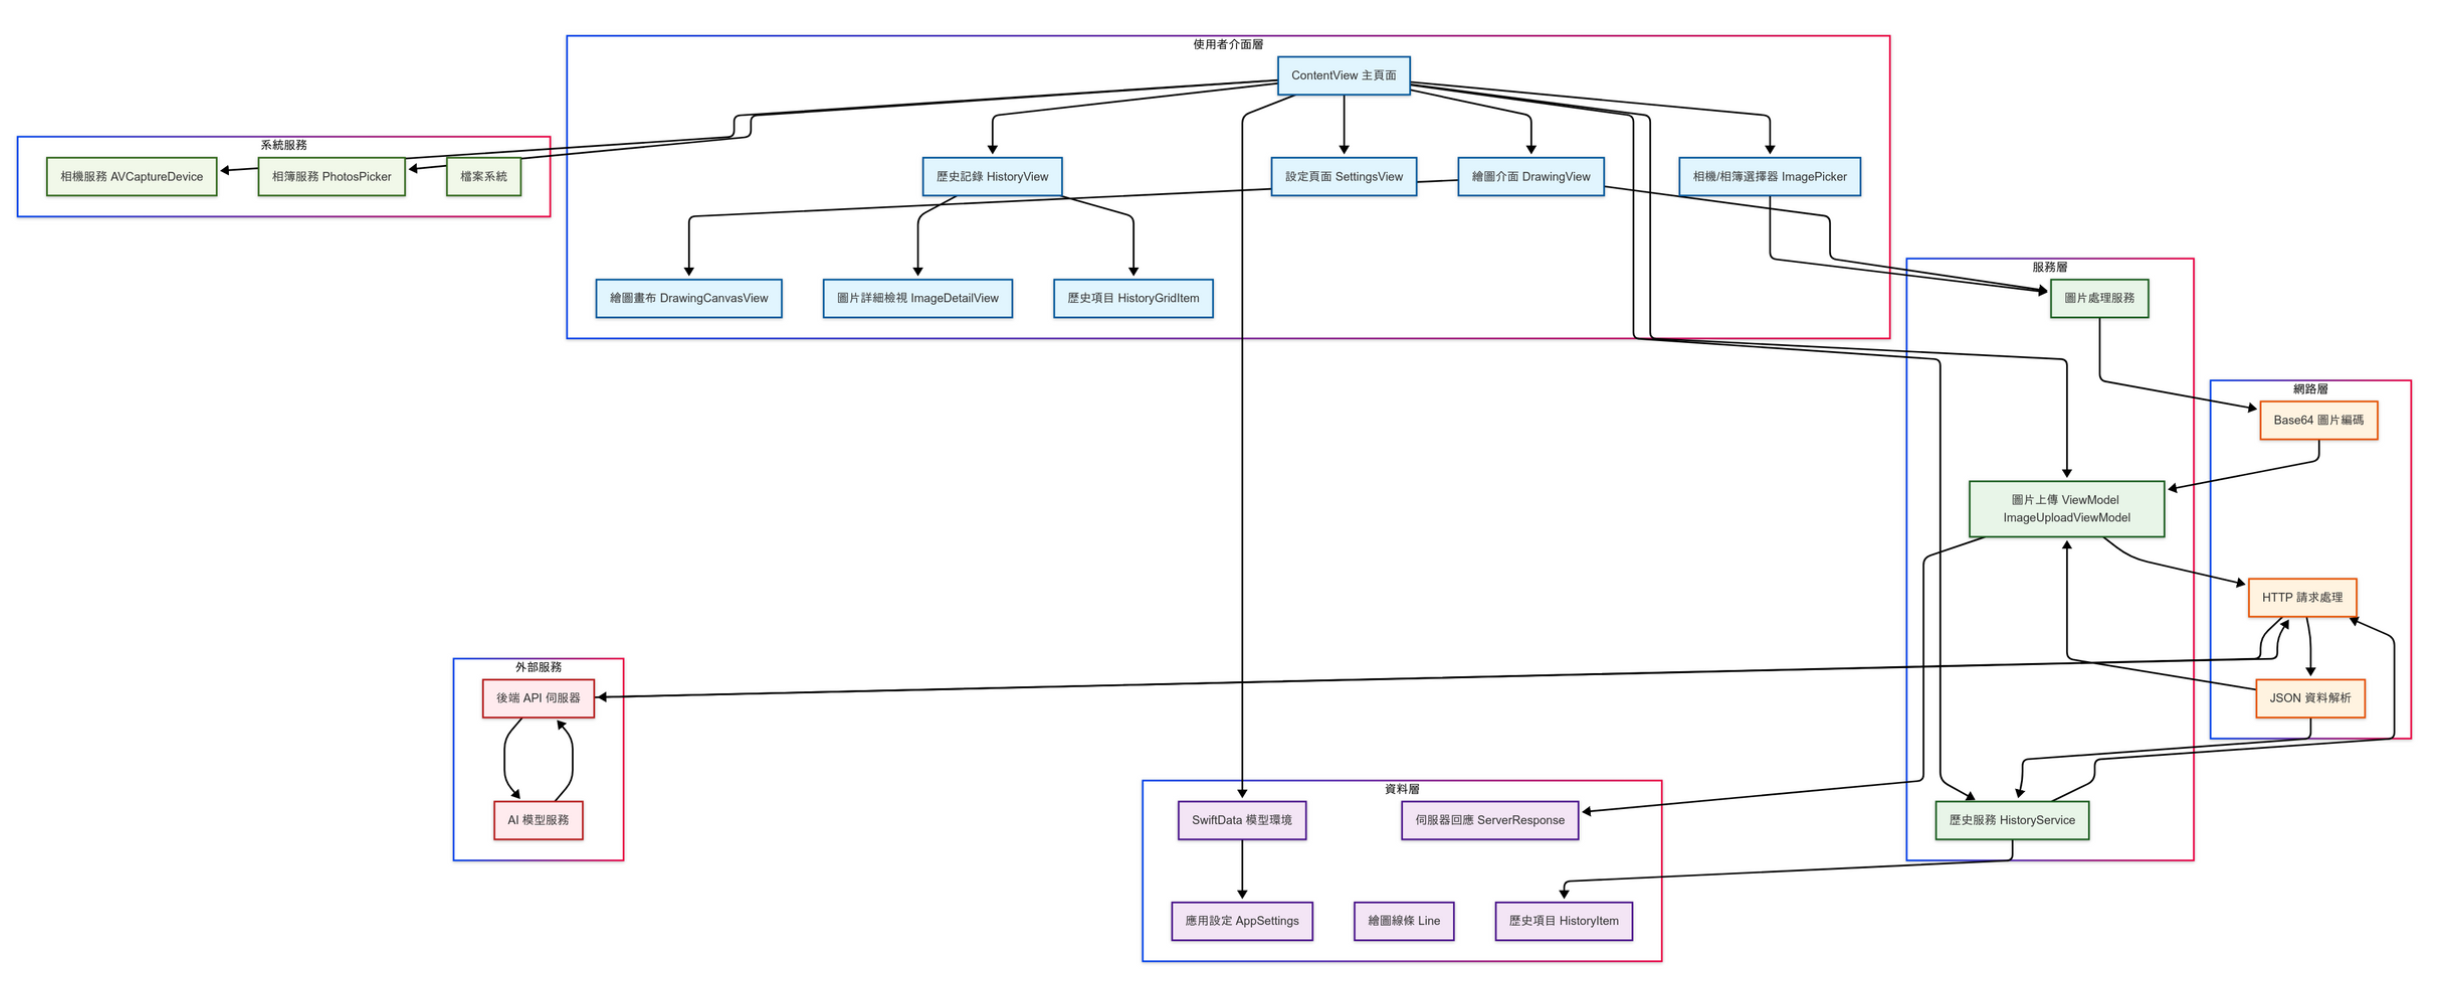 使用者介面層
ContentView 主頁面
系統服務
相機服務 AVCaptureDevice
相簿服務 PhotosPicker
檔案系統
歷史記錄 HistoryView
設定頁面 SettingsView
繪圖介面 DrawingView
相機/相簿選擇器 ImagePicker
繪圖畫布 DrawingCanvasView
圖片詳細檢視 ImageDetailView
歷史項目 HistoryGridItem
服務層
圖片處理服務
網路層
Base64 圖片編碼
圖片上傳 ViewModel
ImageUploadViewModel
HTTP 請求處理
外部服務
後端 API 伺服器
JSON 資料解析
AI 模型服務
資料層
SwiftData 模型環境
伺服器回應 ServerResponse
歷史服務 HistoryService
應用設定 AppSettings
繪圖線條 Line
歷史項目 HistoryItem